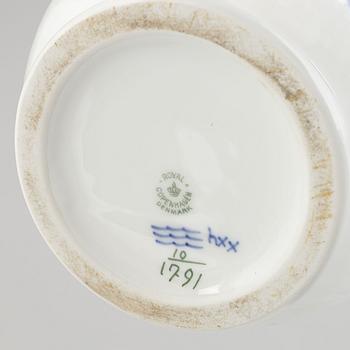 ROYAL
COPENHAGEN
DENMARK
hxx
10
1791